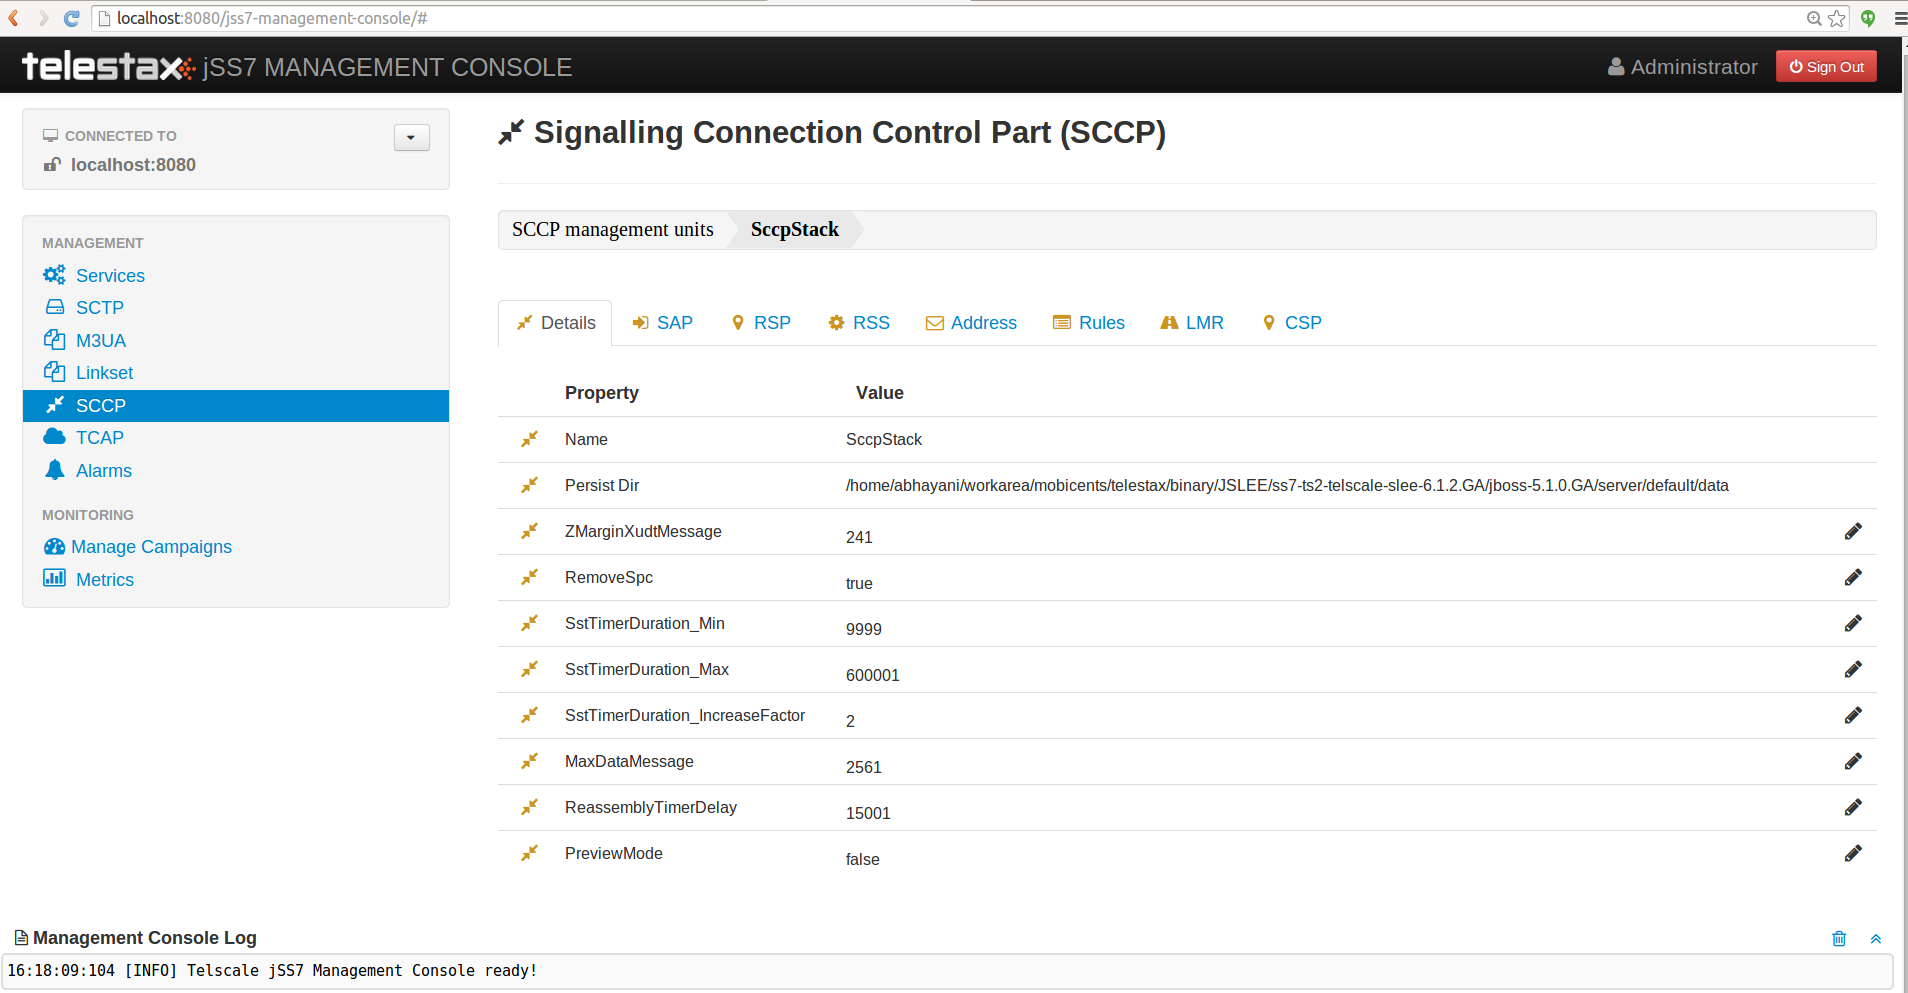 localhost:8080/jss7-management-console/#
telestax jSS7 MANAGEMENT CONSOLE
Administrator
Sign Out
CONNECTED TO
localhost:8080
MANAGEMENT
Services
SCTP
M3UA
Linkset
SCCP
TCAP
Alarms
MONITORING
Manage Campaigns
Metrics
Signalling Connection Control Part (SCCP)
SCCP management units SccpStack
Details SAP RSP RSS Address Rules LMR CSP
Property Value
Name SccpStack
Persist Dir /home/abhayani/workarea/mobicents/telestax/binary/JSLEE/ss7-ts2-telscale-slee-6.1.2.GA/jboss-5.1.0.GA/server/default/data
ZMarginXudtMessage 241
RemoveSpc true
SstTimerDuration_Min 9999
SstTimerDuration_Max 600001
SstTimerDuration_IncreaseFactor 2
MaxDataMessage 2561
ReassemblyTimerDelay 15001
PreviewMode false
Management Console Log
16:18:09:104 [INFO] Telscale jSS7 Management Console ready!